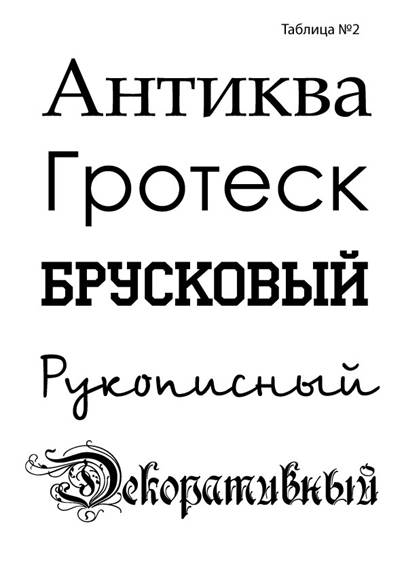 Таблица №2
Антиква
Гротеск
БРУСКОВЫЙ
Рукописный
Декоративный